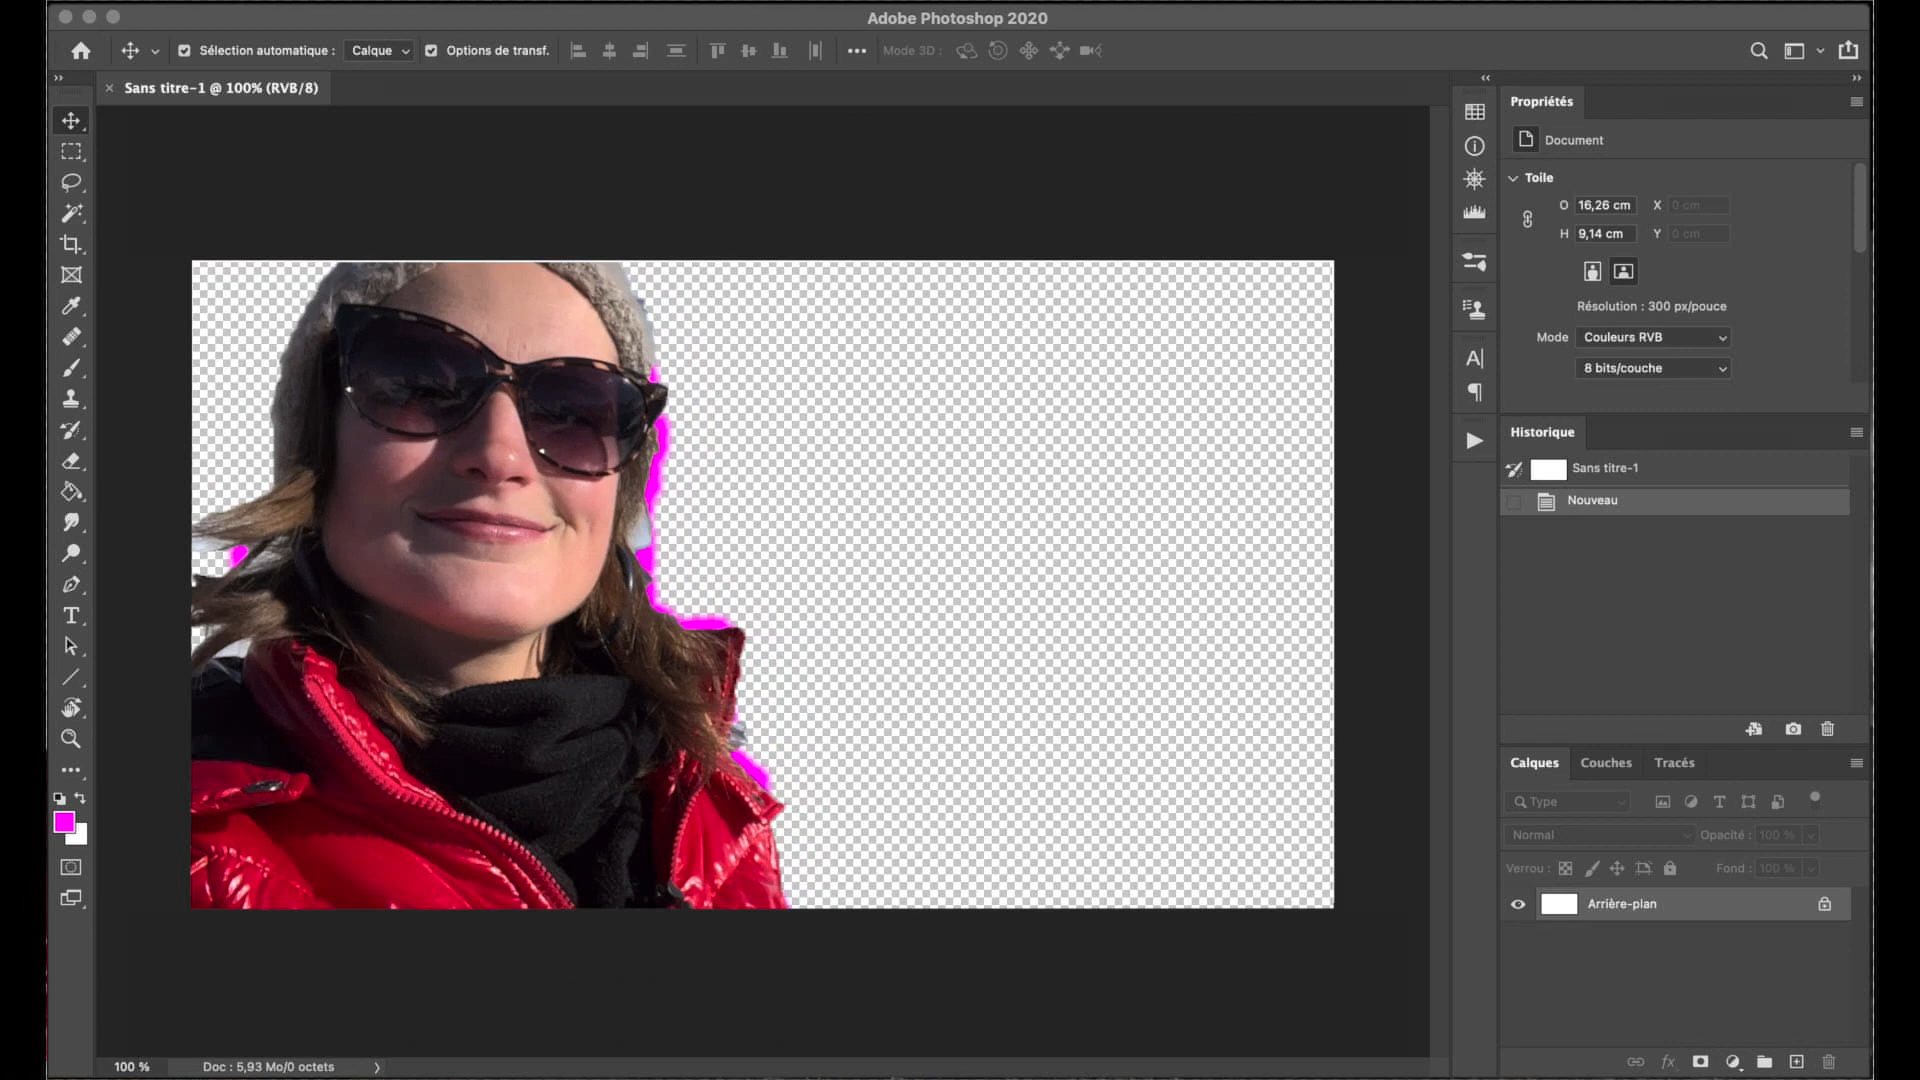 Adobe Photoshop 2020
Sélection automatique :
Calque
Options de transf.
Mode 3D :
Sans titre-1 @ 100% (RVB/8)
Propriétés
Document
Toile
O 16,26 cm X 0 cm
H 9,14 cm Y 0 cm
Résolution : 300 px/pouce
Mode Couleurs RVB
8 bits/couche
Historique
Sans titre-1
Nouveau
Calques Couches Tracés
Type
Normal Opacité : 100 %
Verrou : Fond : 100 %
Arrière-plan
fx
100 % Doc : 5,93 Mo/0 octets